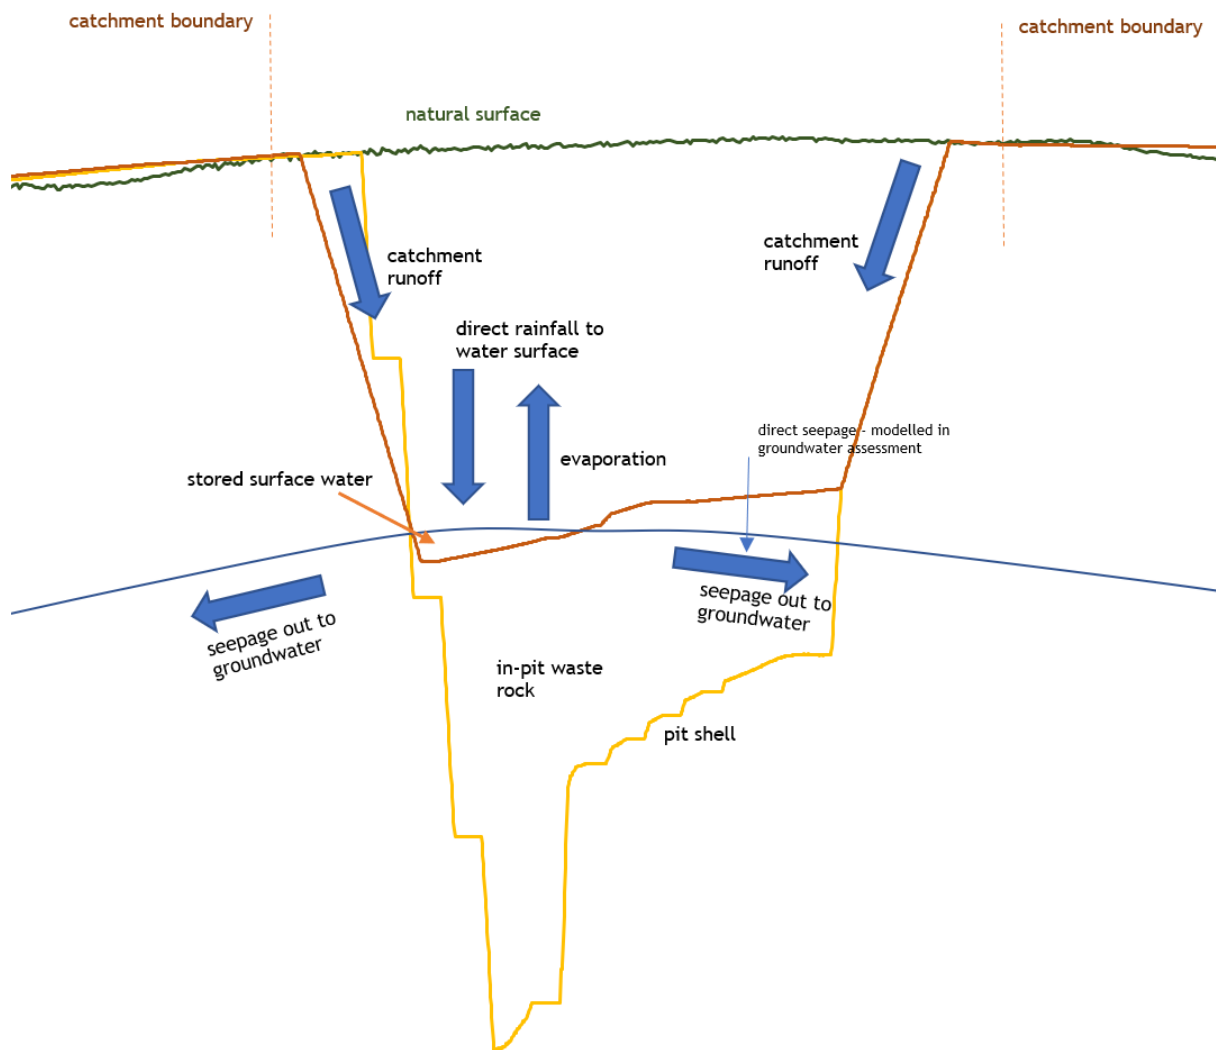 catchment boundary
catchment boundary
natural surface
catchment
runoff
catchment
runoff
direct rainfall to
water surface
direct seepage - modelled in
groundwater assessment
evaporation
stored surface water
seepage out to
groundwater
seepage out to
groundwater
in-pit waste
rock
pit shell